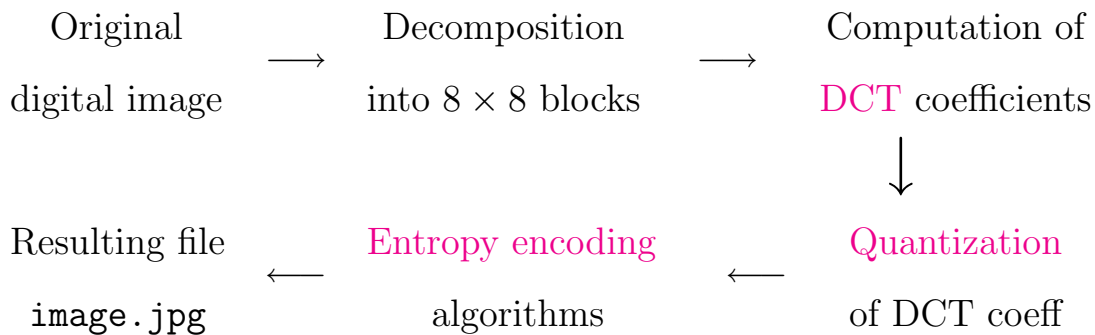 Original
digital image
⟶
Decomposition
into 8 × 8 blocks
⟶
Computation of
DCT coefficients
↓
Quantization
of DCT coeff
⟵
Entropy encoding
algorithms
⟵
Resulting file
image.jpg